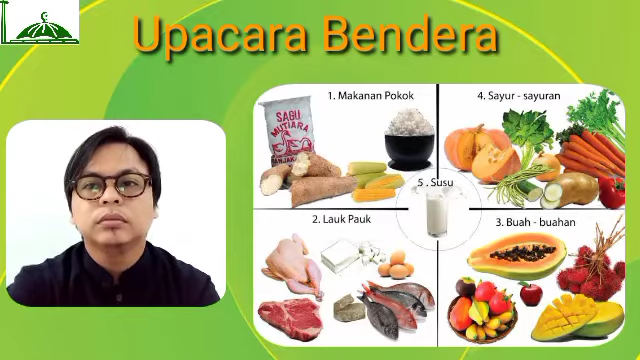 Upacara Bendera
1. Makanan Pokok
SAGU
MUTIARA
4. Sayur - sayuran
5 . Susu
2. Lauk Pauk
3. Buah - buahan